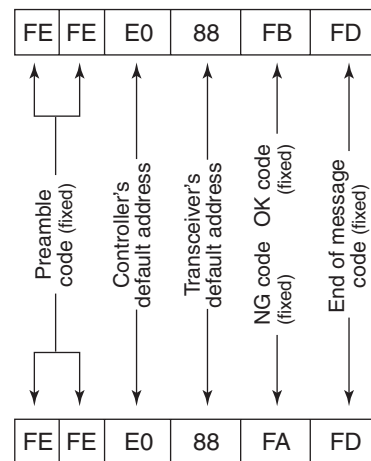 FE FE E0 88 FB FD
Preamble
code (fixed)
Controller's
default address
Transceiver's
default address
OK code
(fixed)
NG code
(fixed)
End of message
code (fixed)
FE FE E0 88 FA FD